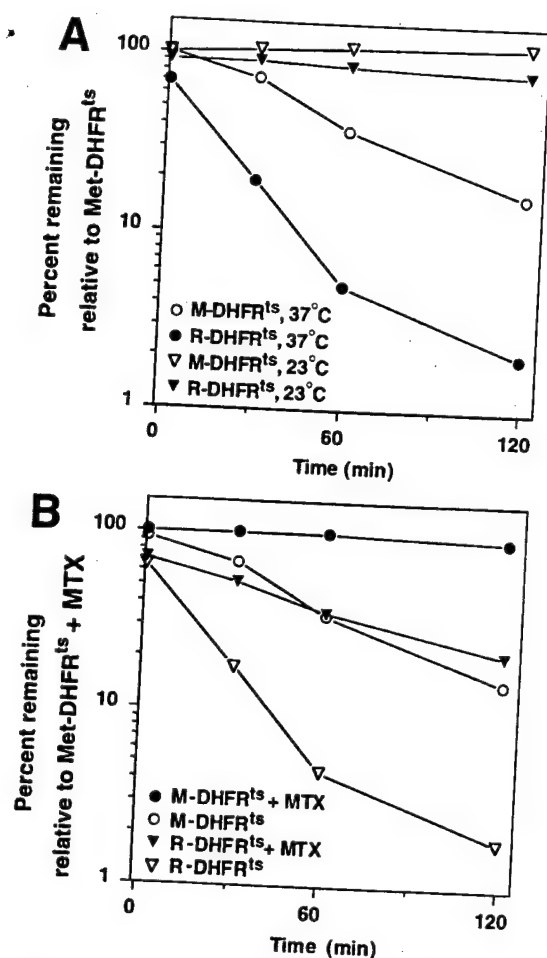 A
Percent remaining
relative to Met-DHFRts
100
10
1
○ M-DHFRts, 37°C
● R-DHFRts, 37°C
▽ M-DHFRts, 23°C
▼ R-DHFRts, 23°C
0
60
120
Time (min)
B
Percent remaining
relative to Met-DHFRts + MTX
100
10
1
● M-DHFRts + MTX
○ M-DHFRts
▼ R-DHFRts + MTX
▽ R-DHFRts
0
60
120
Time (min)